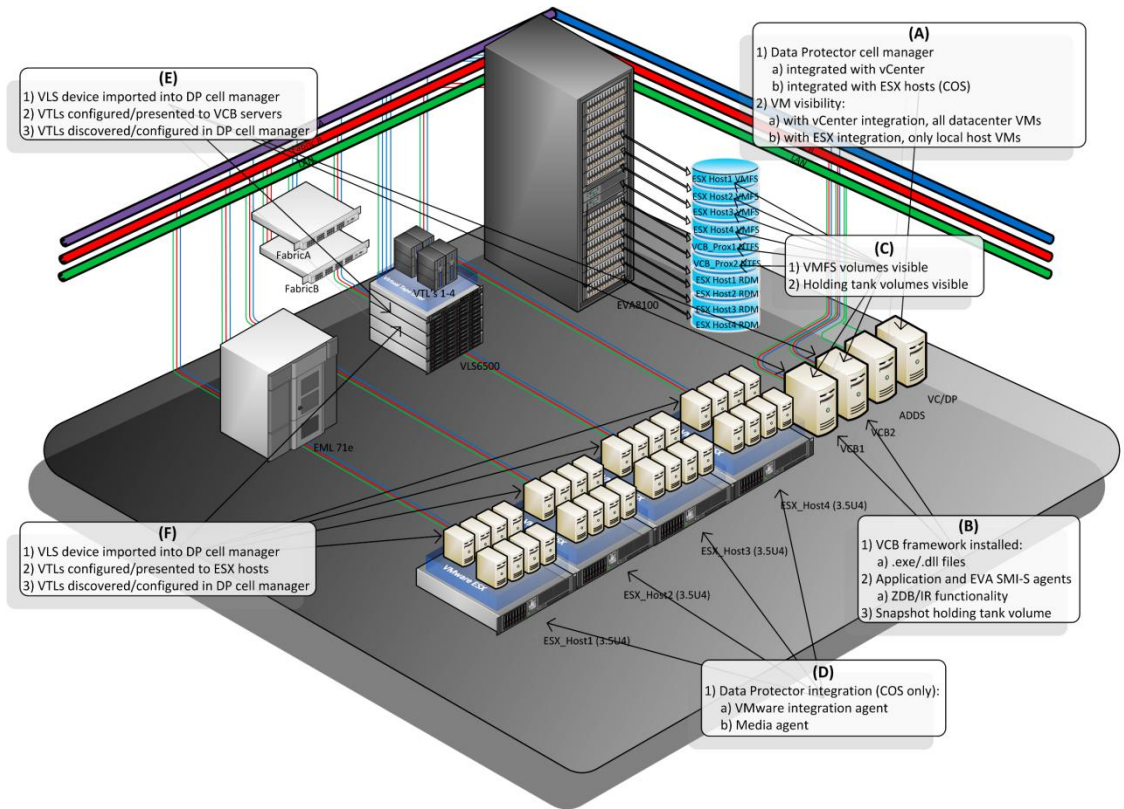 (A)
1) Data Protector cell manager
a) integrated with vCenter
b) integrated with ESX hosts (COS)
2) VM visibility:
a) with vCenter integration, all datacenter VMs
b) with ESX integration, only local host VMs
(E)
1) VLS device imported into DP cell manager
2) VTLs configured/presented to VCB servers
3) VTLs discovered/configured in DP cell manager
LAN
LAN
FabricA
FabricB
VTL's 1-4
VLS6500
EML 71e
EVA8100
ESX Host1 VMFS
ESX Host2 VMFS
ESX Host3 VMFS
ESX Host4 VMFS
VCB_Prox1 NTFS
VCB_Prox2 NTFS
ESX Host1 RDM
ESX Host2 RDM
ESX Host3 RDM
ESX Host4 RDM
(C)
1) VMFS volumes visible
2) Holding tank volumes visible
VC/DP
ADDS
VCB2
VCB1
(F)
1) VLS device imported into DP cell manager
2) VTLs configured/presented to ESX hosts
3) VTLs discovered/configured in DP cell manager
VMware ESX
ESX_Host4 (3.5U4)
ESX_Host3 (3.5U4)
ESX_Host2 (3.5U4)
ESX_Host1 (3.5U4)
(B)
1) VCB framework installed:
a) .exe/.dll files
2) Application and EVA SMI-S agents
a) ZDB/IR functionality
3) Snapshot holding tank volume
(D)
1) Data Protector integration (COS only):
a) VMware integration agent
b) Media agent